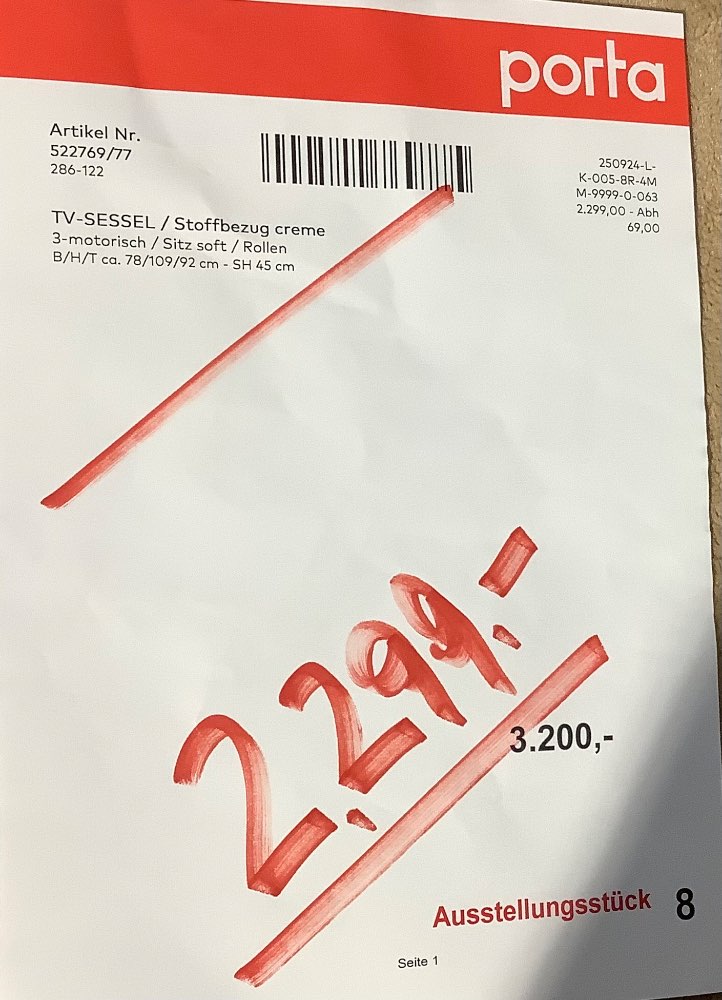 porta
Artikel Nr.
522769/77
286-122
250924-L-
K-005-8R-4M
M-9999-0-063
2.299,00 - Abh
69,00
TV-SESSEL / Stoffbezug creme
3-motorisch / Sitz soft / Rollen
B/H/T ca. 78/109/92 cm - SH 45 cm
2.299.-
3.200,-
Ausstellungsstück 8
Seite 1